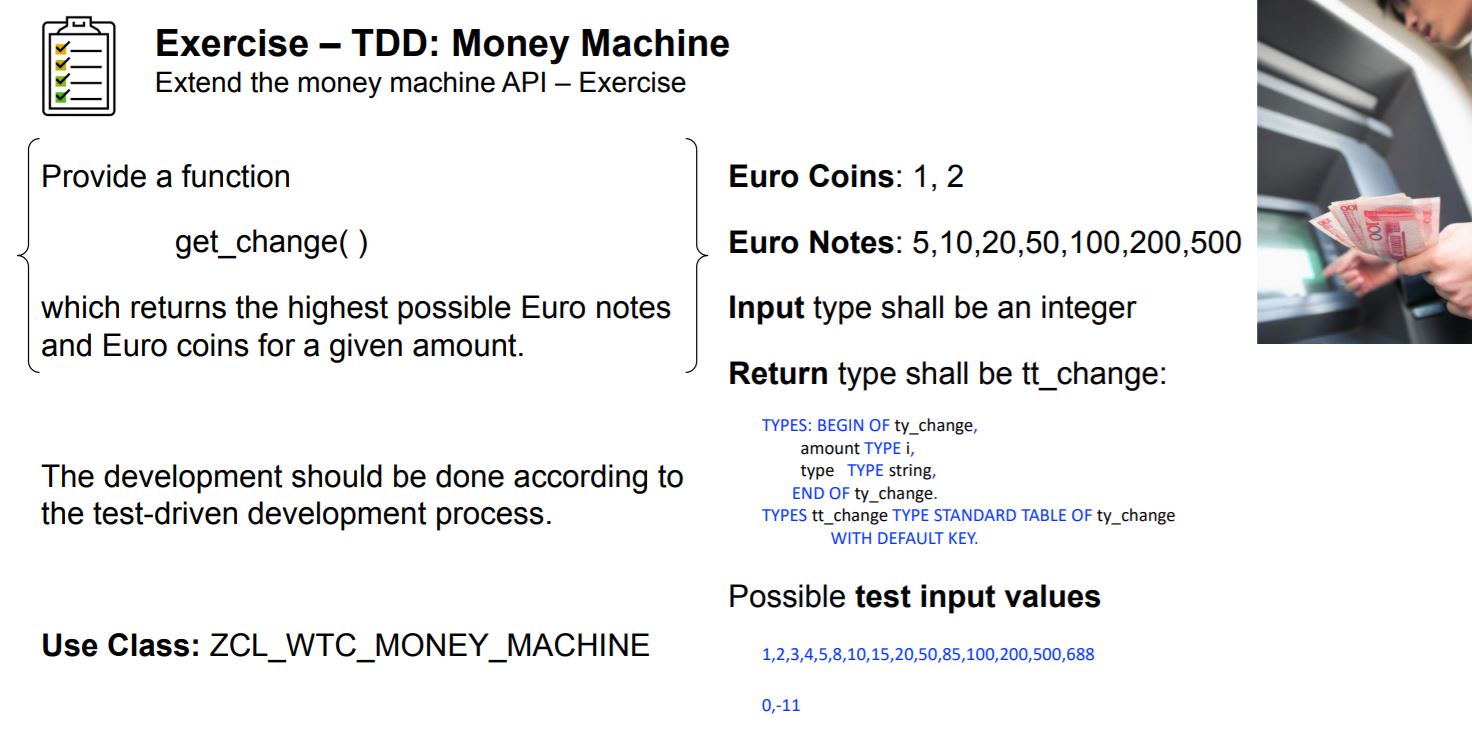 Exercise – TDD: Money Machine
Extend the money machine API – Exercise
Provide a function
get_change( )
which returns the highest possible Euro notes
and Euro coins for a given amount.
The development should be done according to
the test-driven development process.
Use Class: ZCL_WTC_MONEY_MACHINE
Euro Coins: 1, 2
Euro Notes: 5,10,20,50,100,200,500
Input type shall be an integer
Return type shall be tt_change:
TYPES: BEGIN OF ty_change,
amount TYPE i,
type TYPE string,
END OF ty_change.
TYPES tt_change TYPE STANDARD TABLE OF ty_change
WITH DEFAULT KEY.
Possible test input values
1,2,3,4,5,8,10,15,20,50,85,100,200,500,688
0,-11
100